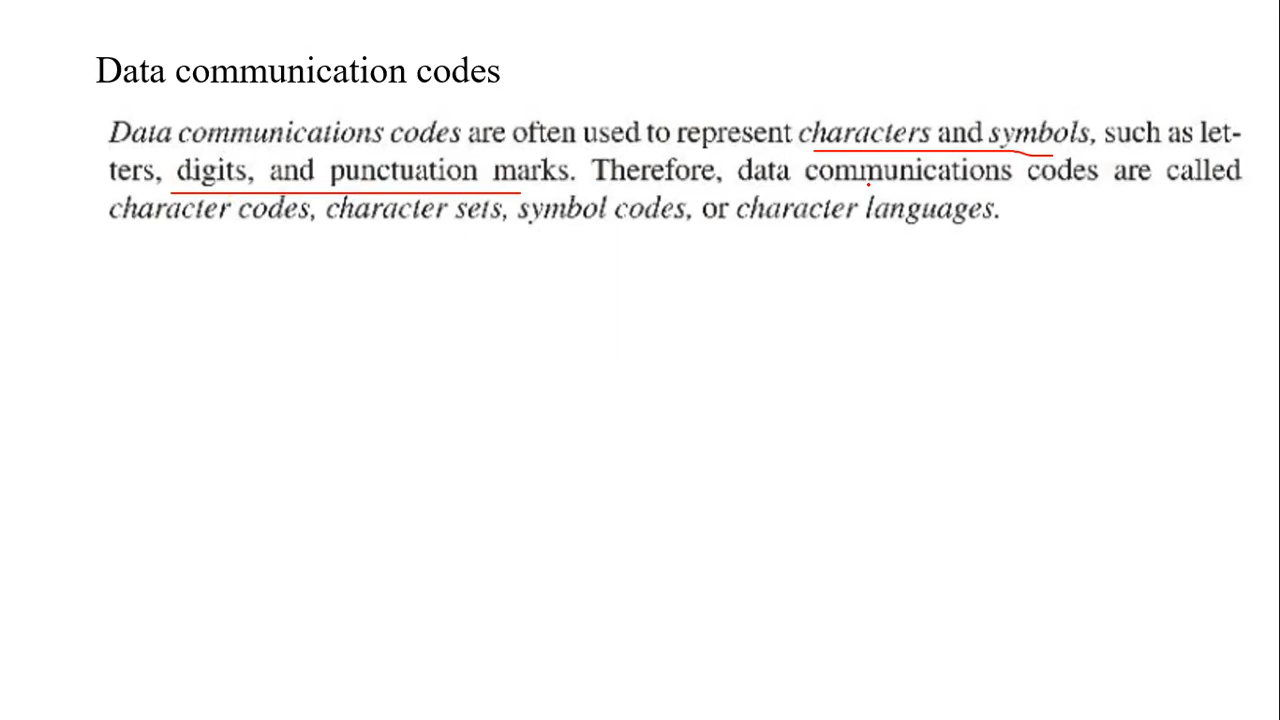 Data communication codes
Data communications codes are often used to represent characters and symbols, such as let-
ters, digits, and punctuation marks. Therefore, data communications codes are called
character codes, character sets, symbol codes, or character languages.